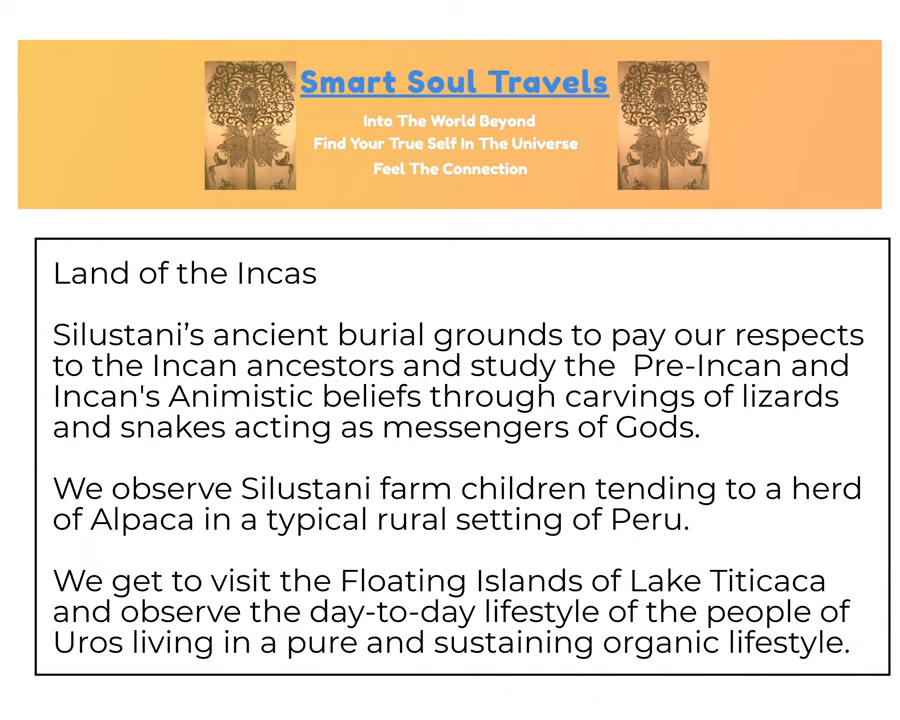 Smart Soul Travels
Into The World Beyond
Find Your True Self In The Universe
Feel The Connection
Land of the Incas
Silustani’s ancient burial grounds to pay our respects
to the Incan ancestors and study the  Pre-Incan and
Incan's Animistic beliefs through carvings of lizards
and snakes acting as messengers of Gods.
We observe Silustani farm children tending to a herd
of Alpaca in a typical rural setting of Peru.
We get to visit the Floating Islands of Lake Titicaca
and observe the day-to-day lifestyle of the people of
Uros living in a pure and sustaining organic lifestyle.